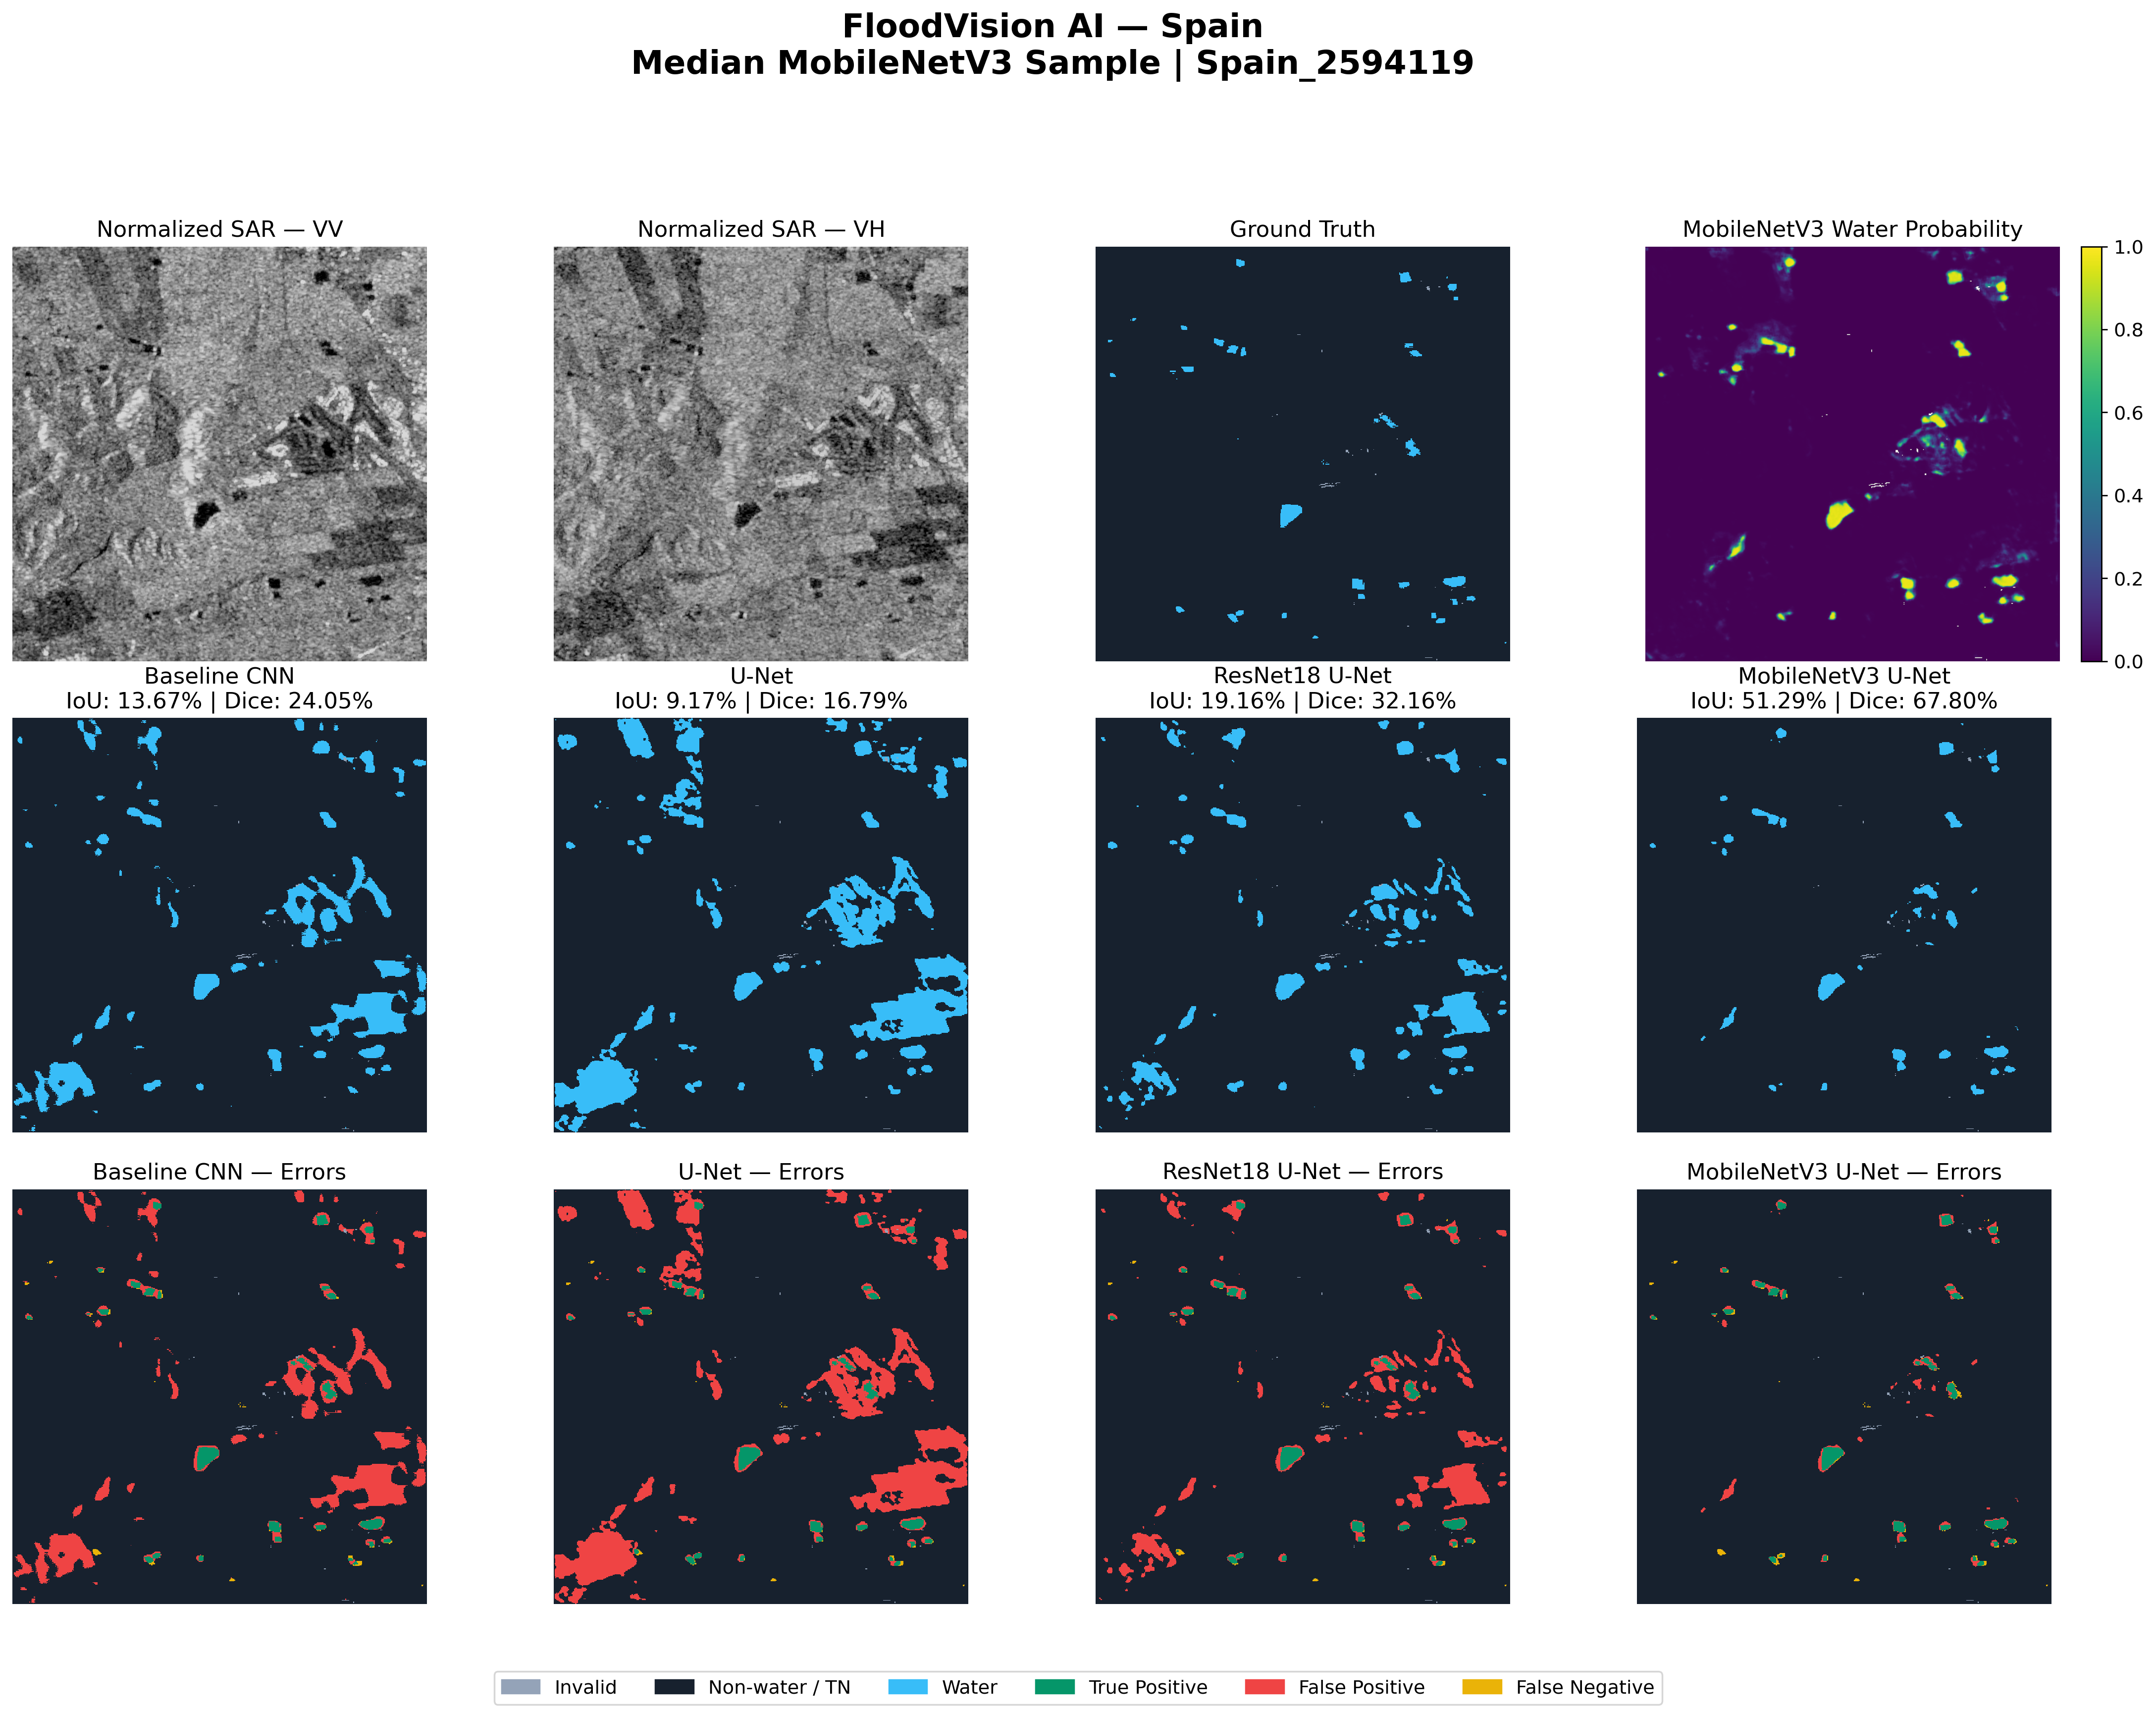 FloodVision AI — Spain
Median MobileNetV3 Sample | Spain_2594119
Normalized SAR — VV
Normalized SAR — VH
Ground Truth
MobileNetV3 Water Probability
1.0
0.8
0.6
0.4
0.2
0.0
Baseline CNN
IoU: 13.67% | Dice: 24.05%
U-Net
IoU: 9.17% | Dice: 16.79%
ResNet18 U-Net
IoU: 19.16% | Dice: 32.16%
MobileNetV3 U-Net
IoU: 51.29% | Dice: 67.80%
Baseline CNN — Errors
U-Net — Errors
ResNet18 U-Net — Errors
MobileNetV3 U-Net — Errors
Invalid
Non-water / TN
Water
True Positive
False Positive
False Negative